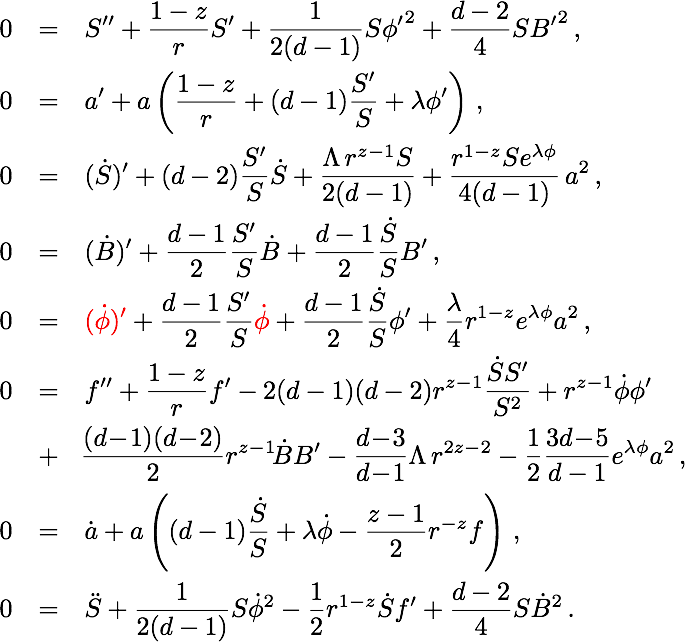 $0 = S'' + \frac{1-z}{r}S' + \frac{1}{2(d-1)}S{\phi'}^2 + \frac{d-2}{4}S{B'}^2\,,$
$0 = a' + a\left(\frac{1-z}{r} + (d-1)\frac{S'}{S} + \lambda\phi'\right)\,,$
$0 = (\dot{S})' + (d-2)\frac{S'}{S}\dot{S} + \frac{\Lambda\, r^{z-1}S}{2(d-1)} + \frac{r^{1-z}Se^{\lambda\phi}}{4(d-1)}\,a^2\,,$
$0 = (\dot{B})' + \frac{d-1}{2}\frac{S'}{S}\dot{B} + \frac{d-1}{2}\frac{\dot{S}}{S}B'\,,$
$0 = (\dot{\phi})' + \frac{d-1}{2}\frac{S'}{S}\dot{\phi} + \frac{d-1}{2}\frac{\dot{S}}{S}\phi' + \frac{\lambda}{4}r^{1-z}e^{\lambda\phi}a^2\,,$
$0 = f'' + \frac{1-z}{r}f' - 2(d-1)(d-2)r^{z-1}\frac{\dot{S}S'}{S^2} + r^{z-1}\dot{\phi}\phi'$
$+ \frac{(d-1)(d-2)}{2}r^{z-1}\dot{B}B' - \frac{d-3}{d-1}\Lambda\, r^{2z-2} - \frac{1}{2}\frac{3d-5}{d-1}e^{\lambda\phi}a^2\,,$
$0 = \dot{a} + a\left((d-1)\frac{\dot{S}}{S} + \lambda\dot{\phi} - \frac{z-1}{2}r^{-z}f\right)\,,$
$0 = \ddot{S} + \frac{1}{2(d-1)}S\dot{\phi}^2 - \frac{1}{2}r^{1-z}\dot{S}f' + \frac{d-2}{4}S\dot{B}^2\,.$